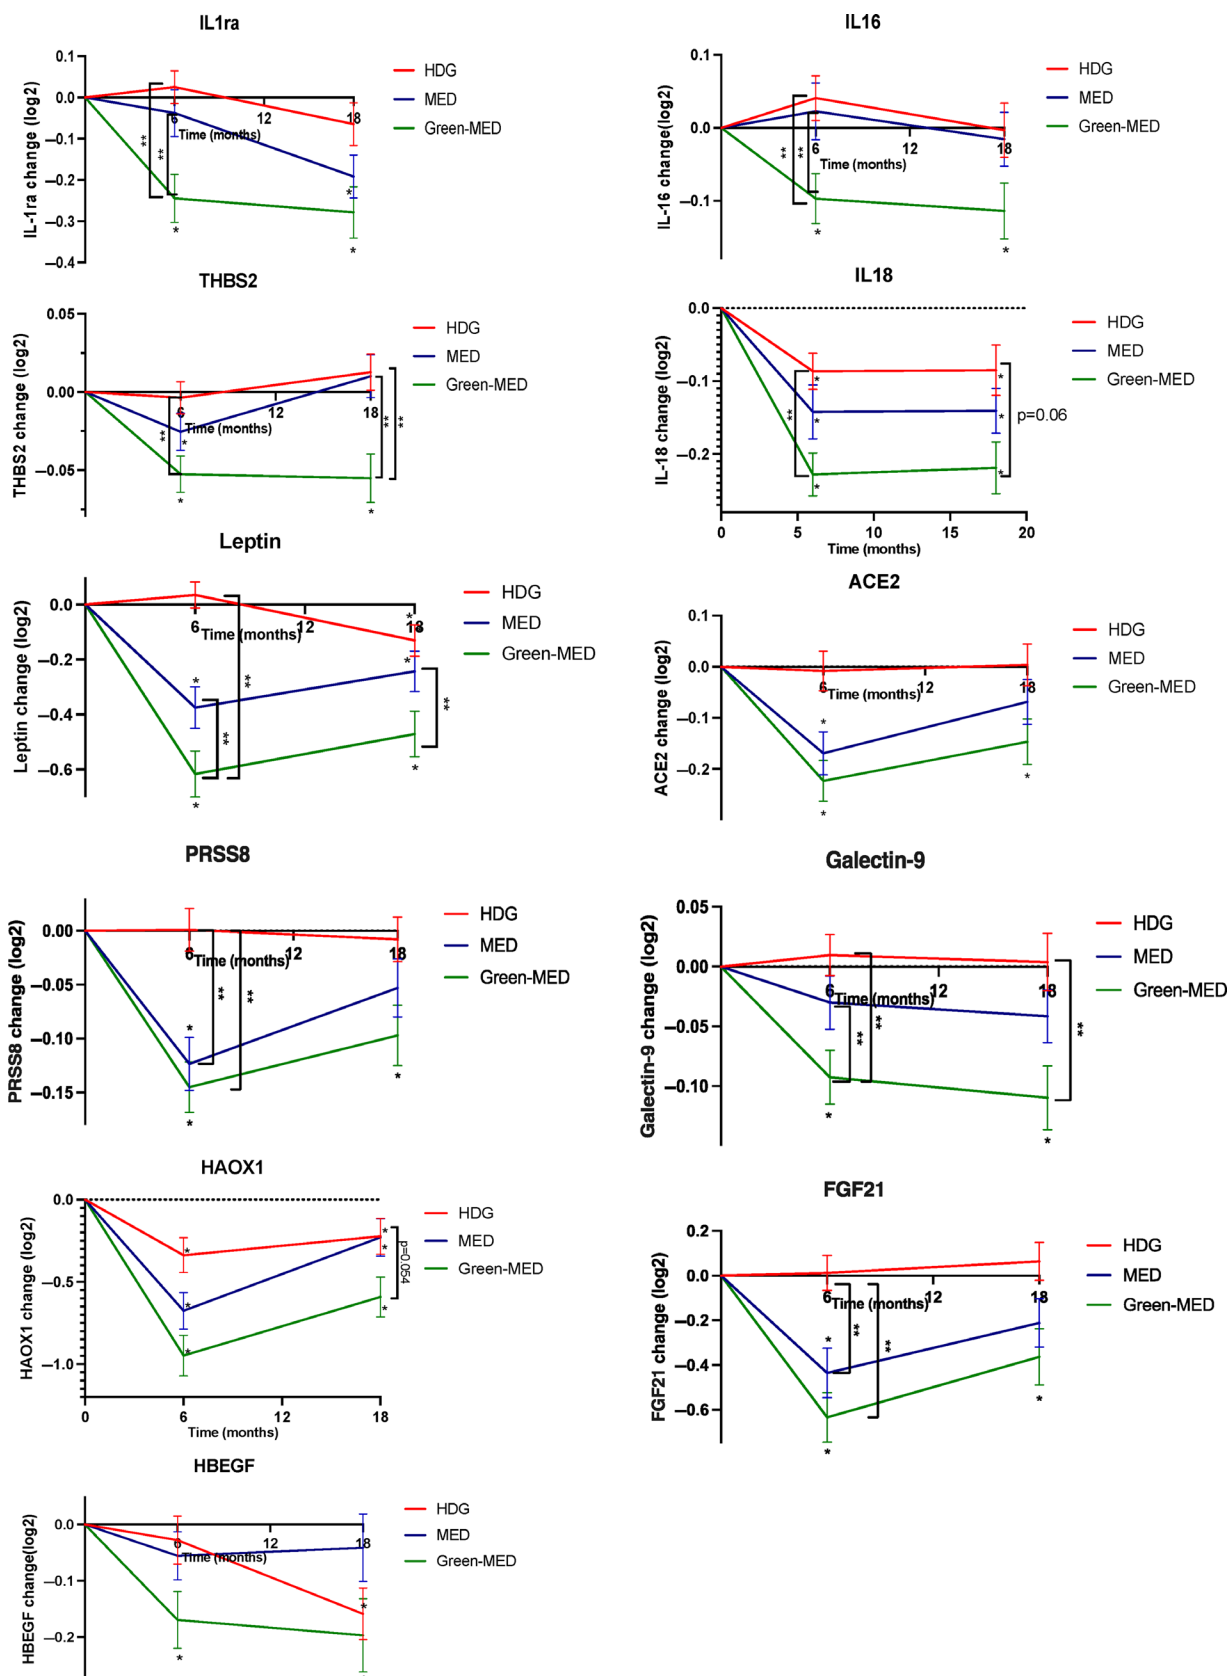 IL1ra
0.1
0.0
–0.1
–0.2
–0.3
–0.4
IL-1ra change (log2)
6
12
18
Time (months)
**
**
*
*
*
HDG
MED
Green-MED
IL16
0.1
0.0
–0.1
IL-16 change(log2)
6
12
18
Time (months)
**
**
*
*
HDG
MED
Green-MED
THBS2
0.05
0.00
–0.05
THBS2 change (log2)
6
12
18
Time (months)
**
**
**
*
*
*
HDG
MED
Green-MED
IL18
0.0
–0.1
–0.2
IL-18 change (log2)
0
5
10
15
20
Time (months)
**
p=0.06
*
*
*
*
*
*
HDG
MED
Green-MED
Leptin
0.0
–0.2
–0.4
–0.6
Leptin change (log2)
6
12
18
Time (months)
**
**
**
*
*
*
*
*
HDG
MED
Green-MED
ACE2
0.1
0.0
–0.1
–0.2
ACE2 change (log2)
6
12
18
Time (months)
*
*
*
HDG
MED
Green-MED
PRSS8
0.00
–0.05
–0.10
–0.15
PRSS8 change (log2)
6
12
18
Time (months)
**
**
*
*
*
HDG
MED
Green-MED
Galectin-9
0.05
0.00
–0.05
–0.10
Galectin-9 change (log2)
6
12
18
Time (months)
**
**
**
*
*
HDG
MED
Green-MED
HAOX1
0.0
–0.5
–1.0
HAOX1 change (log2)
0
6
12
18
Time (months)
p=0.054
*
*
*
*
*
*
HDG
MED
Green-MED
FGF21
0.2
0.0
–0.2
–0.4
–0.6
FGF21 change (log2)
6
12
18
Time (months)
**
**
*
*
*
HDG
MED
Green-MED
HBEGF
0.0
–0.1
–0.2
HBEGF change(log2)
6
12
18
Time (months)
*
*
HDG
MED
Green-MED